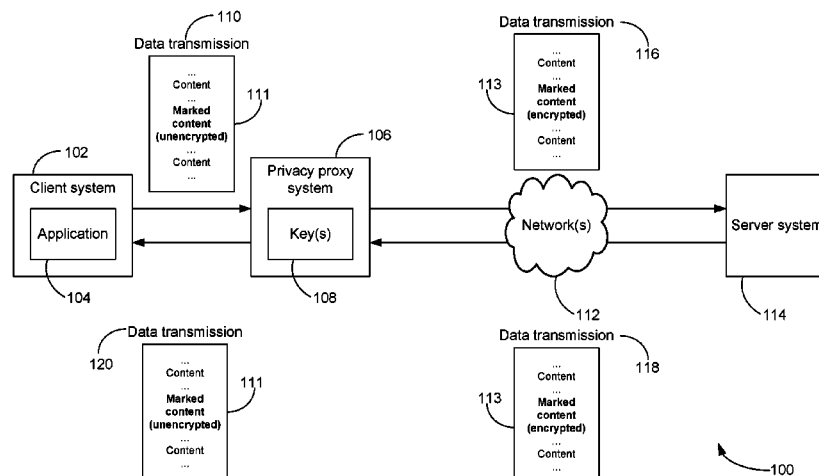 110
Data transmission
...
Content
...
Marked
content
(unencrypted)
...
Content
...
111
Data transmission
116
...
Content
...
Marked
content
(encrypted)
...
Content
...
113
102
Client system
Application
104
106
Privacy proxy
system
Key(s)
108
Network(s)
112
Server system
114
Data transmission
120
...
Content
...
Marked
content
(unencrypted)
...
Content
...
111
Data transmission
118
...
Content
...
Marked
content
(encrypted)
...
Content
...
113
100